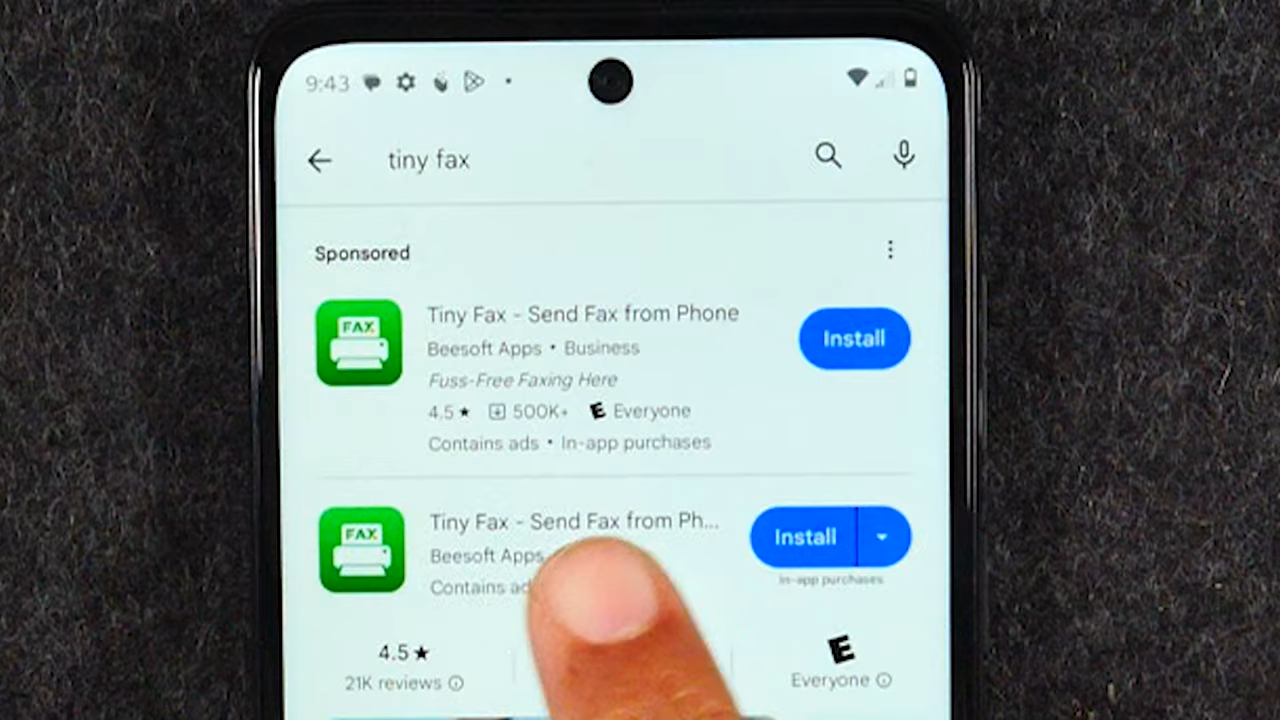 9:43
tiny fax
Sponsored
FAX
Tiny Fax - Send Fax from Phone
Beesoft Apps • Business
Fuss-Free Faxing Here
4.5★ 500K+ E Everyone
Contains ads • In-app purchases
Install
FAX
Tiny Fax - Send Fax from Ph...
Beesoft Apps
Contains ad
Install
In-app purchases
4.5★
21K reviews
E
Everyone